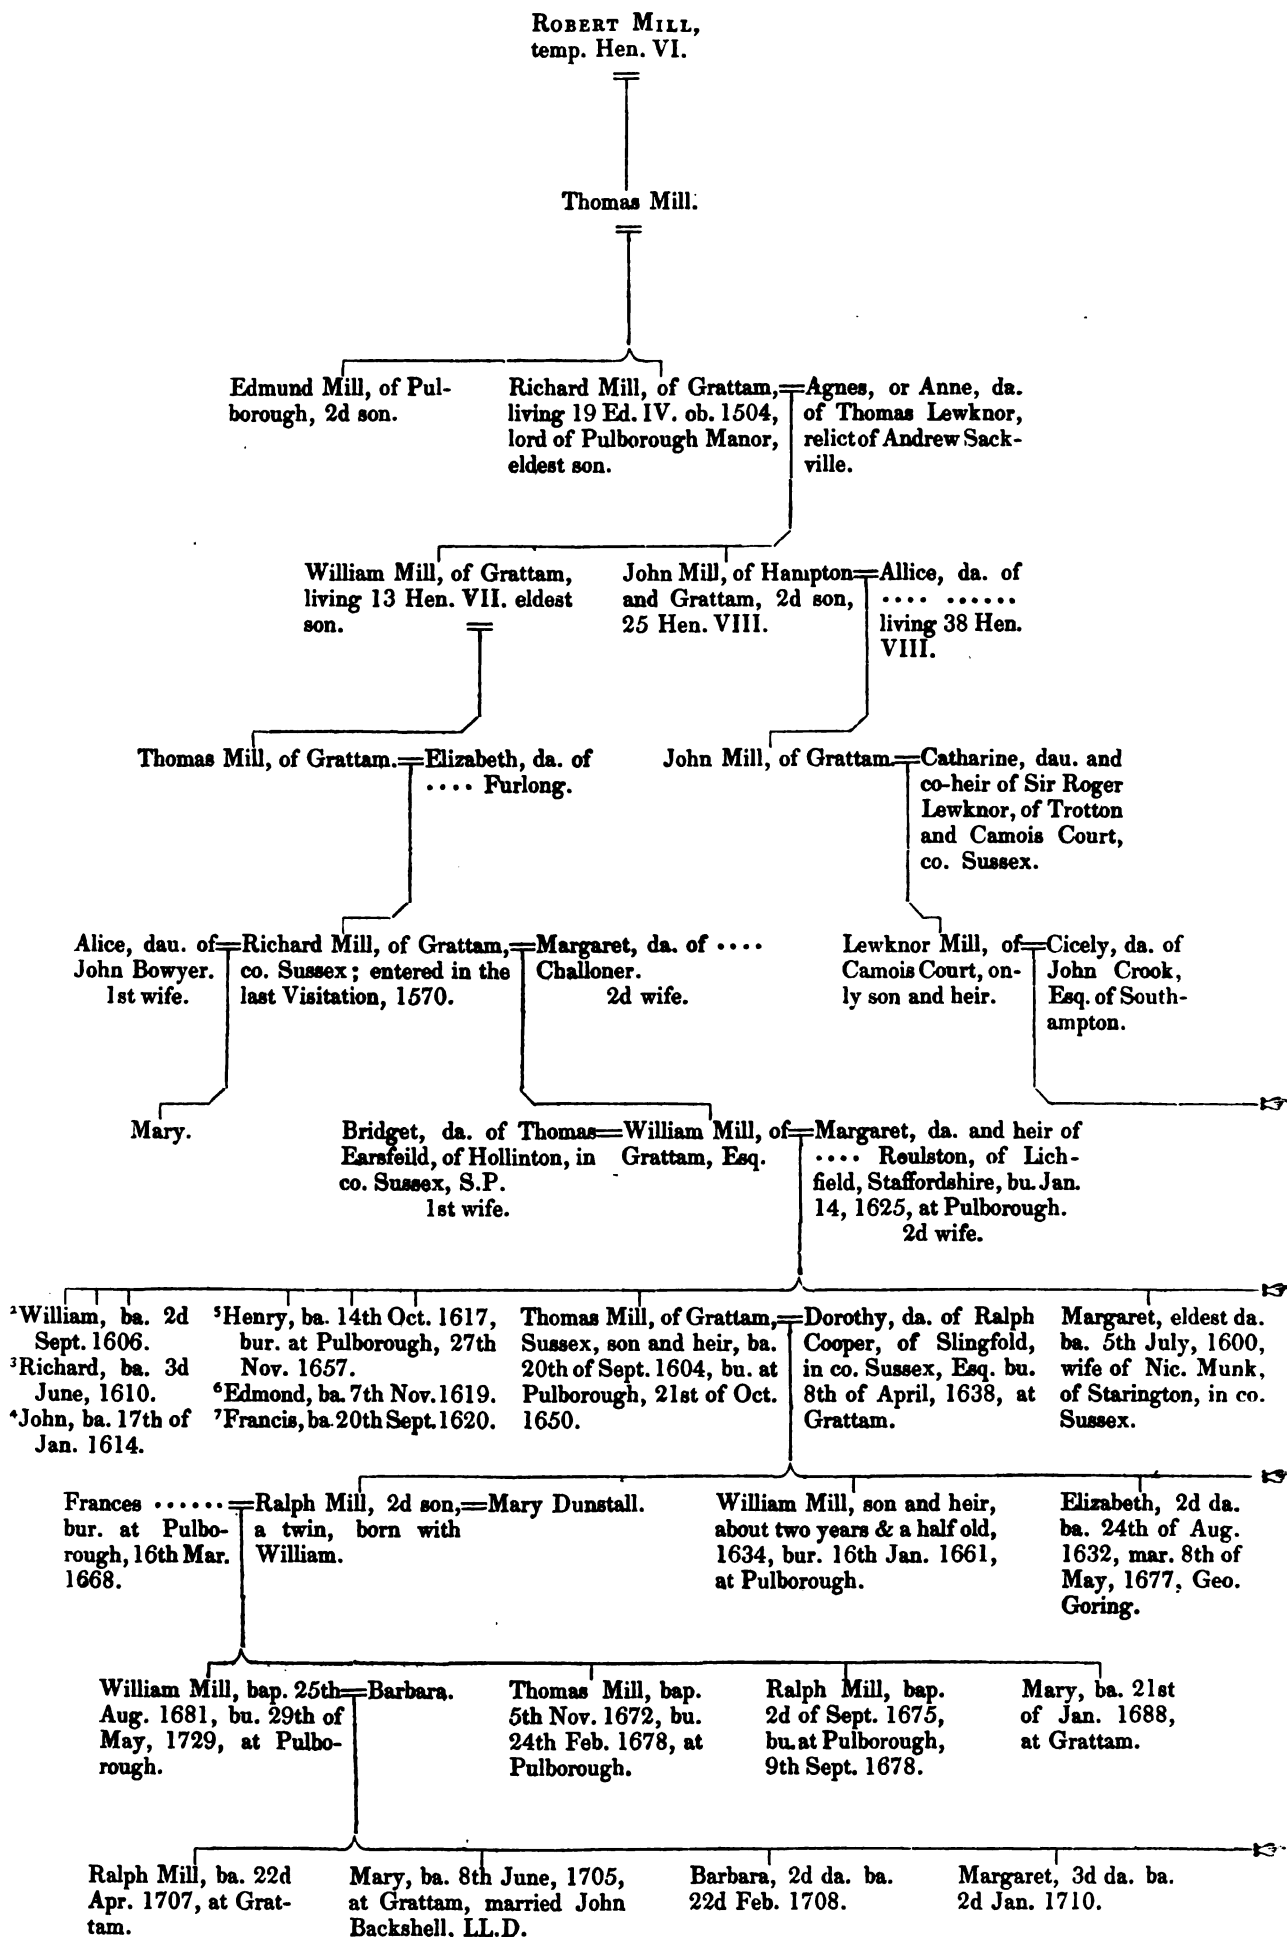 ROBERT MILL,
temp. Hen. VI.
Thomas Mill.
Edmund Mill, of Pul-
borough, 2d son.
Richard Mill, of Grattam,
living 19 Ed. IV. ob. 1504,
lord of Pulborough Manor,
eldest son.
Agnes, or Anne, da.
of Thomas Lewknor,
relict of Andrew Sack-
ville.
William Mill, of Grattam,
living 13 Hen. VII. eldest
son.
John Mill, of Hampton
and Grattam, 2d son,
25 Hen. VIII.
Allice, da. of
.... ......
living 38 Hen.
VIII.
Thomas Mill, of Grattam.
Elizabeth, da. of
.... Furlong.
John Mill, of Grattam
Catharine, dau. and
co-heir of Sir Roger
Lewknor, of Trotton
and Camois Court,
co. Sussex.
Alice, dau. of
John Bowyer.
1st wife.
Richard Mill, of Grattam,
co. Sussex; entered in the
last Visitation, 1570.
Margaret, da. of ....
Challoner.
2d wife.
Lewknor Mill, of
Camois Court, on-
ly son and heir.
Cicely, da. of
John Crook,
Esq. of South-
ampton.
Mary.
Bridget, da. of Thomas
Earsfeild, of Hollinton, in
co. Sussex, S.P.
1st wife.
William Mill, of
Grattam, Esq.
Margaret, da. and heir of
.... Roulston, of Lich-
field, Staffordshire, bu. Jan.
14, 1625, at Pulborough.
2d wife.
²William, ba. 2d
Sept. 1606.
³Richard, ba. 3d
June, 1610.
⁴John, ba. 17th of
Jan. 1614.
⁵Henry, ba. 14th Oct. 1617,
bur. at Pulborough, 27th
Nov. 1657.
⁶Edmond, ba. 7th Nov. 1619.
⁷Francis, ba. 20th Sept. 1620.
Thomas Mill, of Grattam,
Sussex, son and heir, ba.
20th of Sept. 1604, bu. at
Pulborough, 21st of Oct.
1650.
Dorothy, da. of Ralph
Cooper, of Slingfold,
in co. Sussex, Esq. bu.
8th of April, 1638, at
Grattam.
Margaret, eldest da.
ba. 5th July, 1600,
wife of Nic. Munk,
of Starington, in co.
Sussex.
Frances ......
bur. at Pulbo-
rough, 16th Mar.
1668.
Ralph Mill, 2d son,
a twin, born with
William.
Mary Dunstall.
William Mill, son and heir,
about two years & a half old,
1634, bur. 16th Jan. 1661,
at Pulborough.
Elizabeth, 2d da.
ba. 24th of Aug.
1632, mar. 8th of
May, 1677, Geo.
Goring.
William Mill, bap. 25th
Aug. 1681, bu. 29th of
May, 1729, at Pulbo-
rough.
Barbara.
Thomas Mill, bap.
5th Nov. 1672, bu.
24th Feb. 1678, at
Pulborough.
Ralph Mill, bap.
2d of Sept. 1675,
bu. at Pulborough,
9th Sept. 1678.
Mary, ba. 21st
of Jan. 1688,
at Grattam.
Ralph Mill, ba. 22d
Apr. 1707, at Grat-
tam.
Mary, ba. 8th June, 1705,
at Grattam, married John
Backshell, LL.D.
Barbara, 2d da. ba.
22d Feb. 1708.
Margaret, 3d da. ba.
2d Jan. 1710.